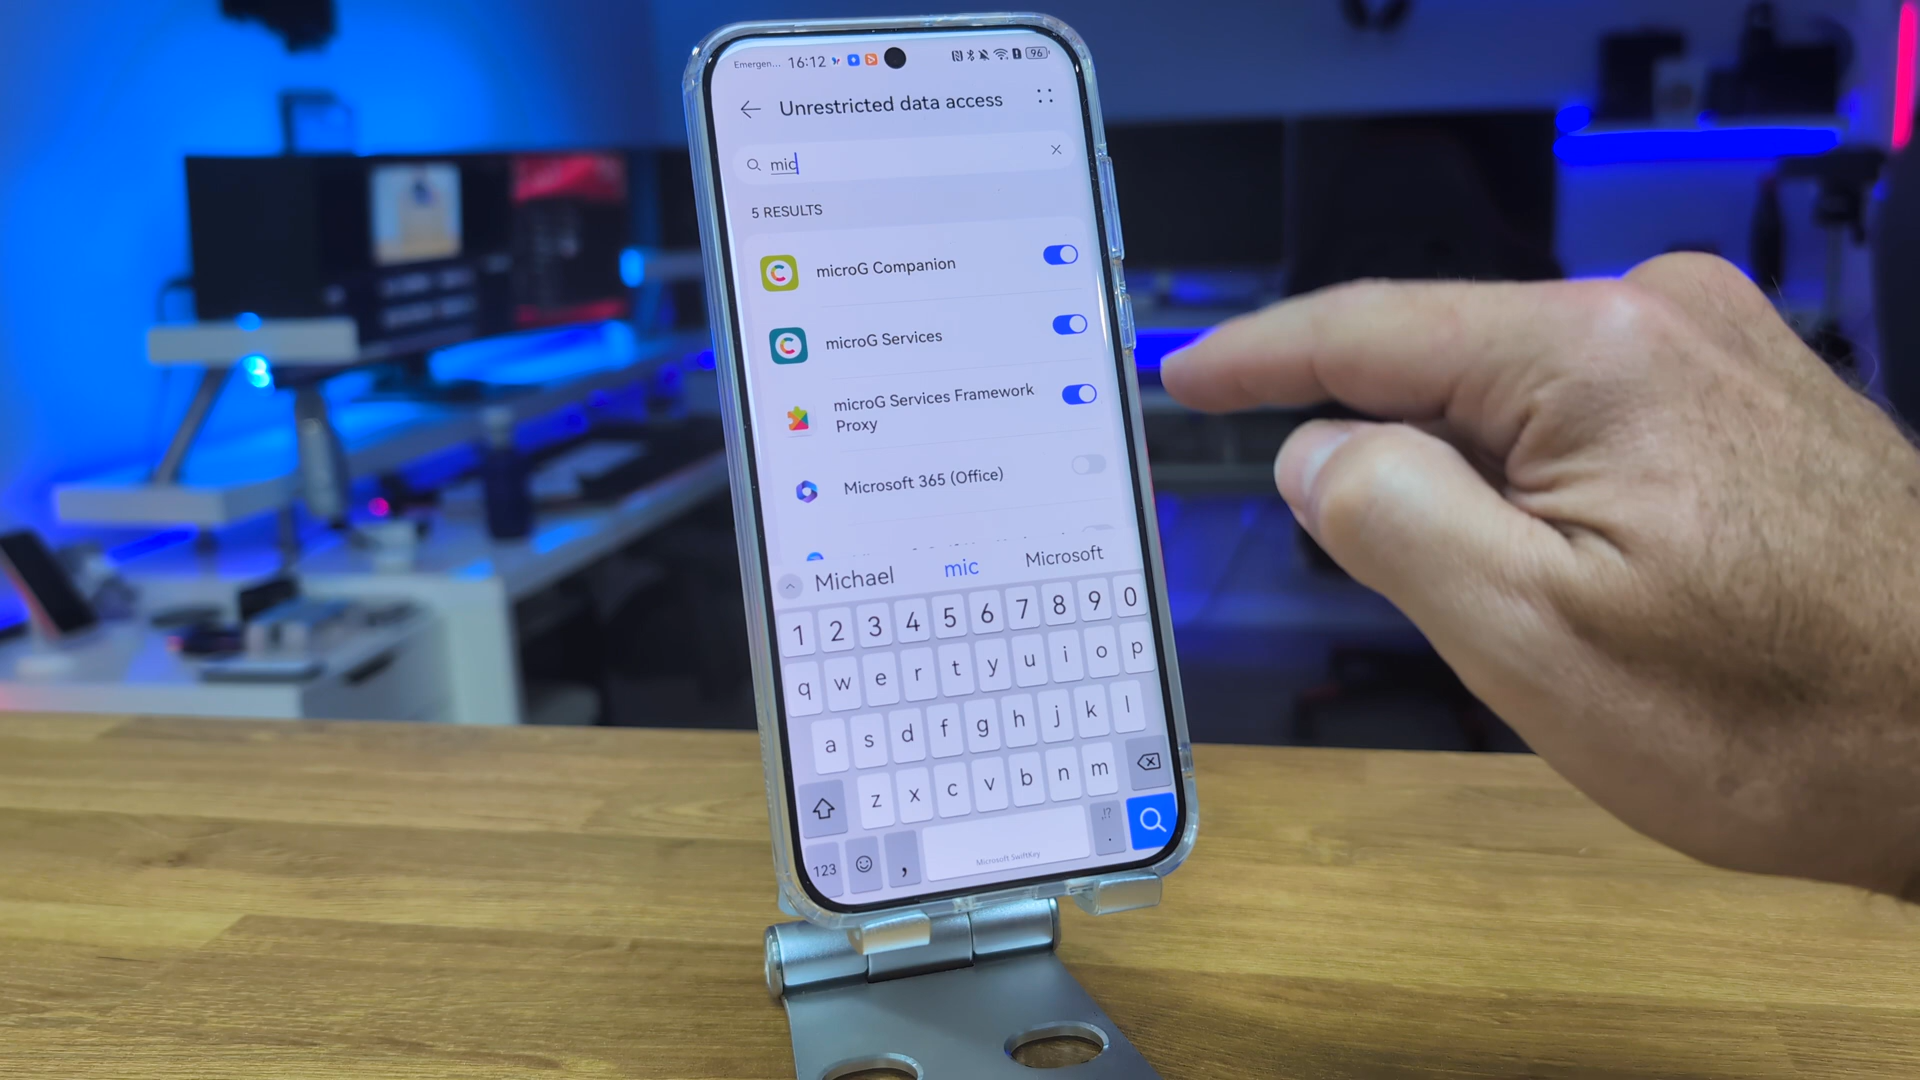 Emergen... 16:12 96
Unrestricted data access
mic
5 RESULTS
microG Companion
microG Services
microG Services Framework
Proxy
Microsoft 365 (Office)
Michael mic Microsoft
1 2 3 4 5 6 7 8 9 0
q w e r t y u i o p
a s d f g h j k l
z x c v b n m
123 , Microsoft SwiftKey .
,!?